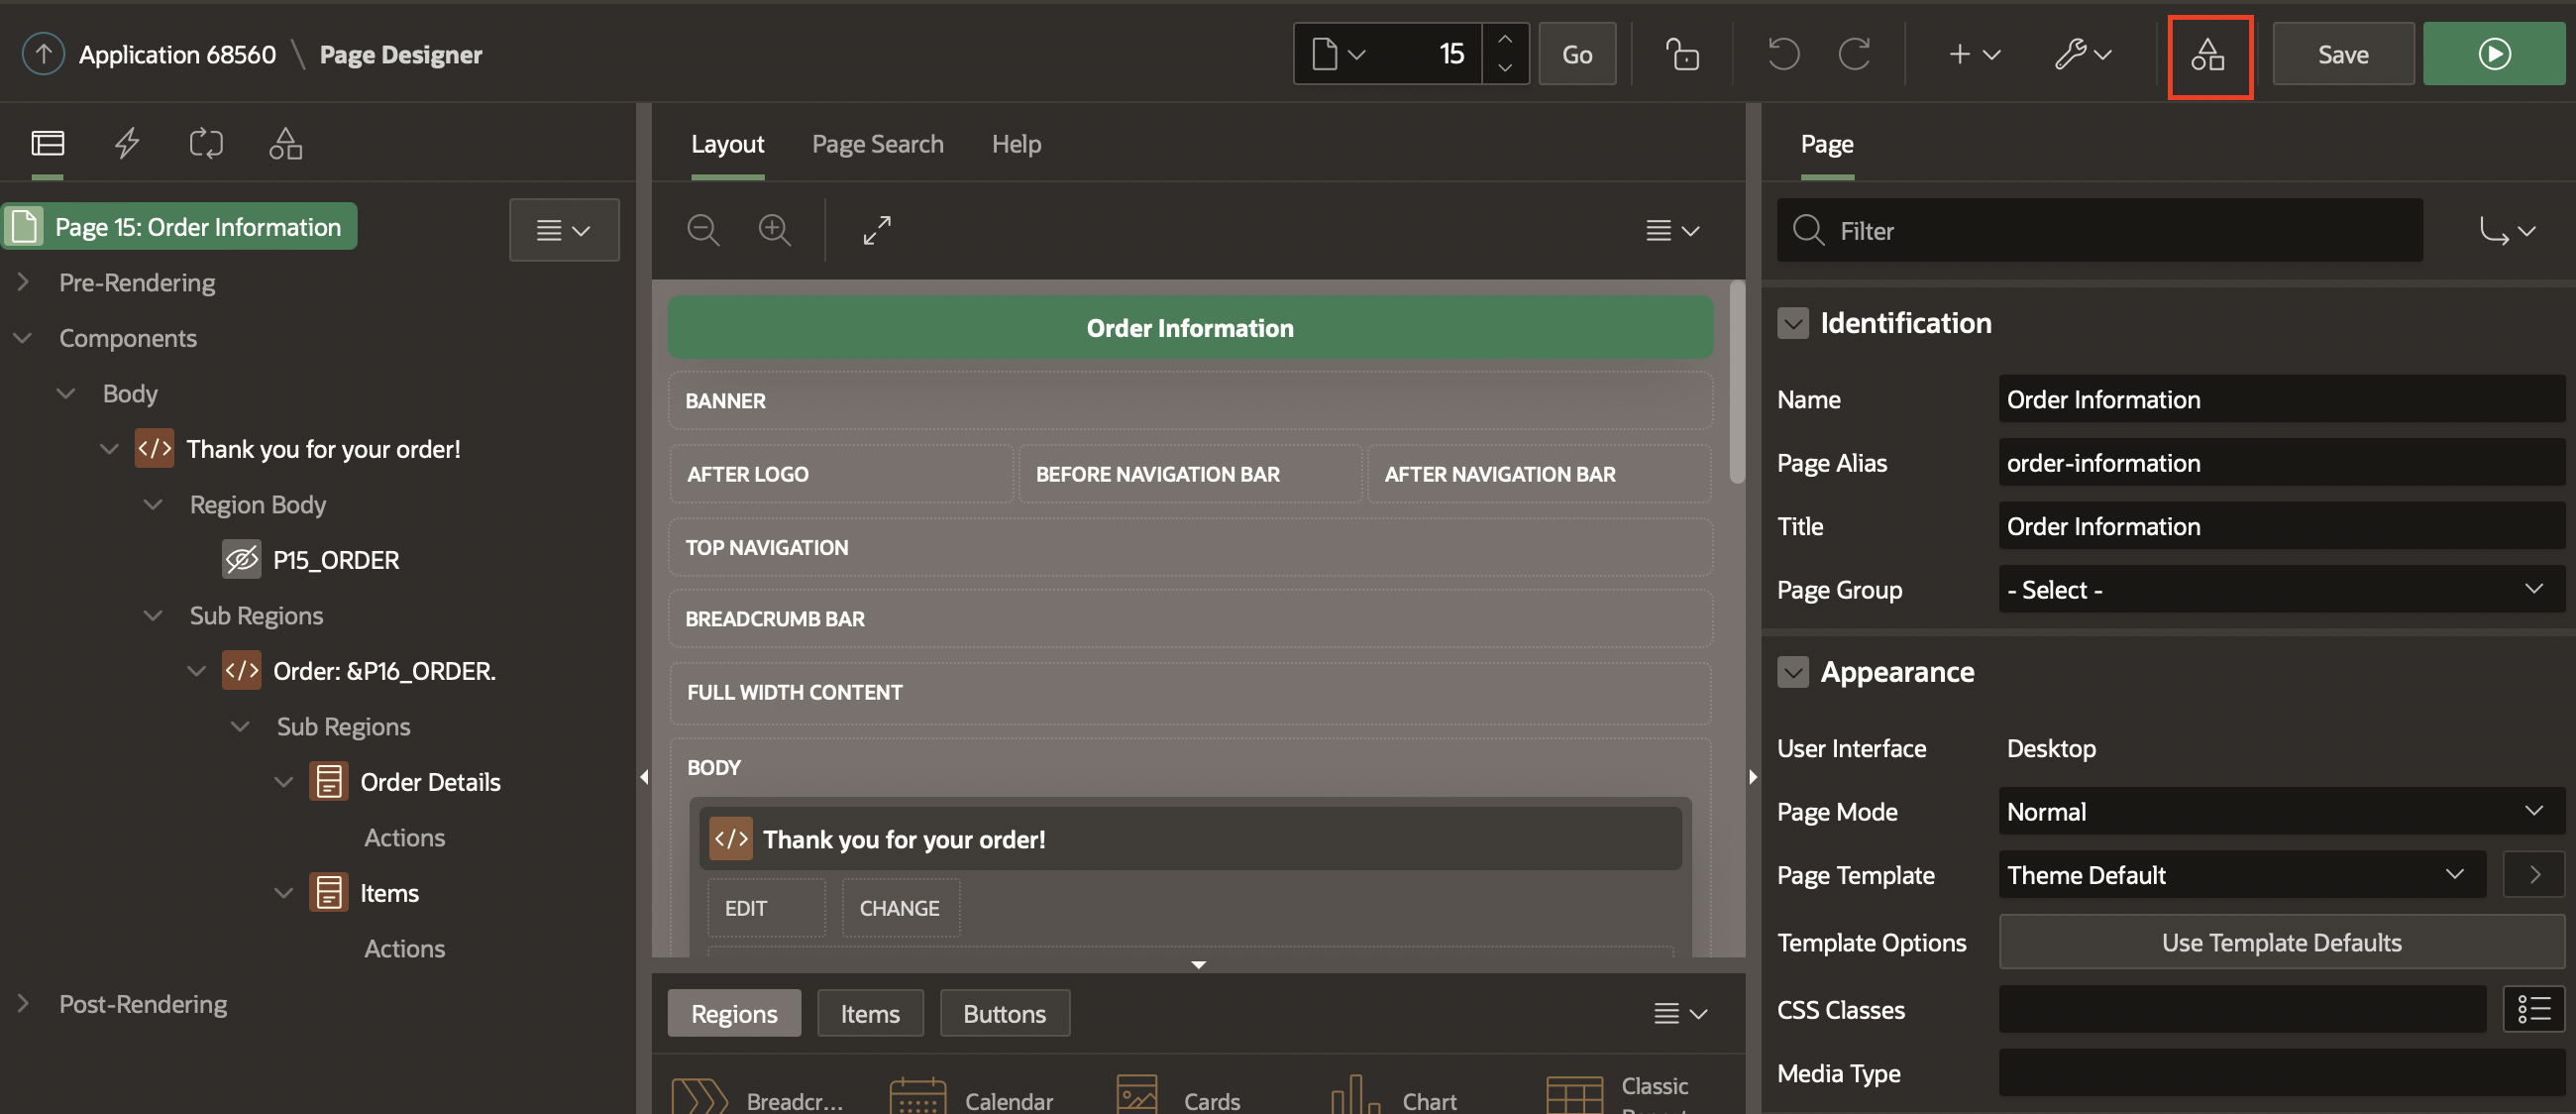 Application 68560 \ Page Designer
15
Go
Save
Layout
Page Search
Help
Page
Page 15: Order Information
Filter
Pre-Rendering
Components
Body
Thank you for your order!
Region Body
P15_ORDER
Sub Regions
Order: &P16_ORDER.
Sub Regions
Order Details
Actions
Items
Actions
Post-Rendering
Order Information
BANNER
AFTER LOGO
BEFORE NAVIGATION BAR
AFTER NAVIGATION BAR
TOP NAVIGATION
BREADCRUMB BAR
FULL WIDTH CONTENT
BODY
Thank you for your order!
EDIT
CHANGE
Regions
Items
Buttons
Breadcr...
Calendar
Cards
Chart
Classic
Identification
Name
Order Information
Page Alias
order-information
Title
Order Information
Page Group
- Select -
Appearance
User Interface
Desktop
Page Mode
Normal
Page Template
Theme Default
Template Options
Use Template Defaults
CSS Classes
Media Type